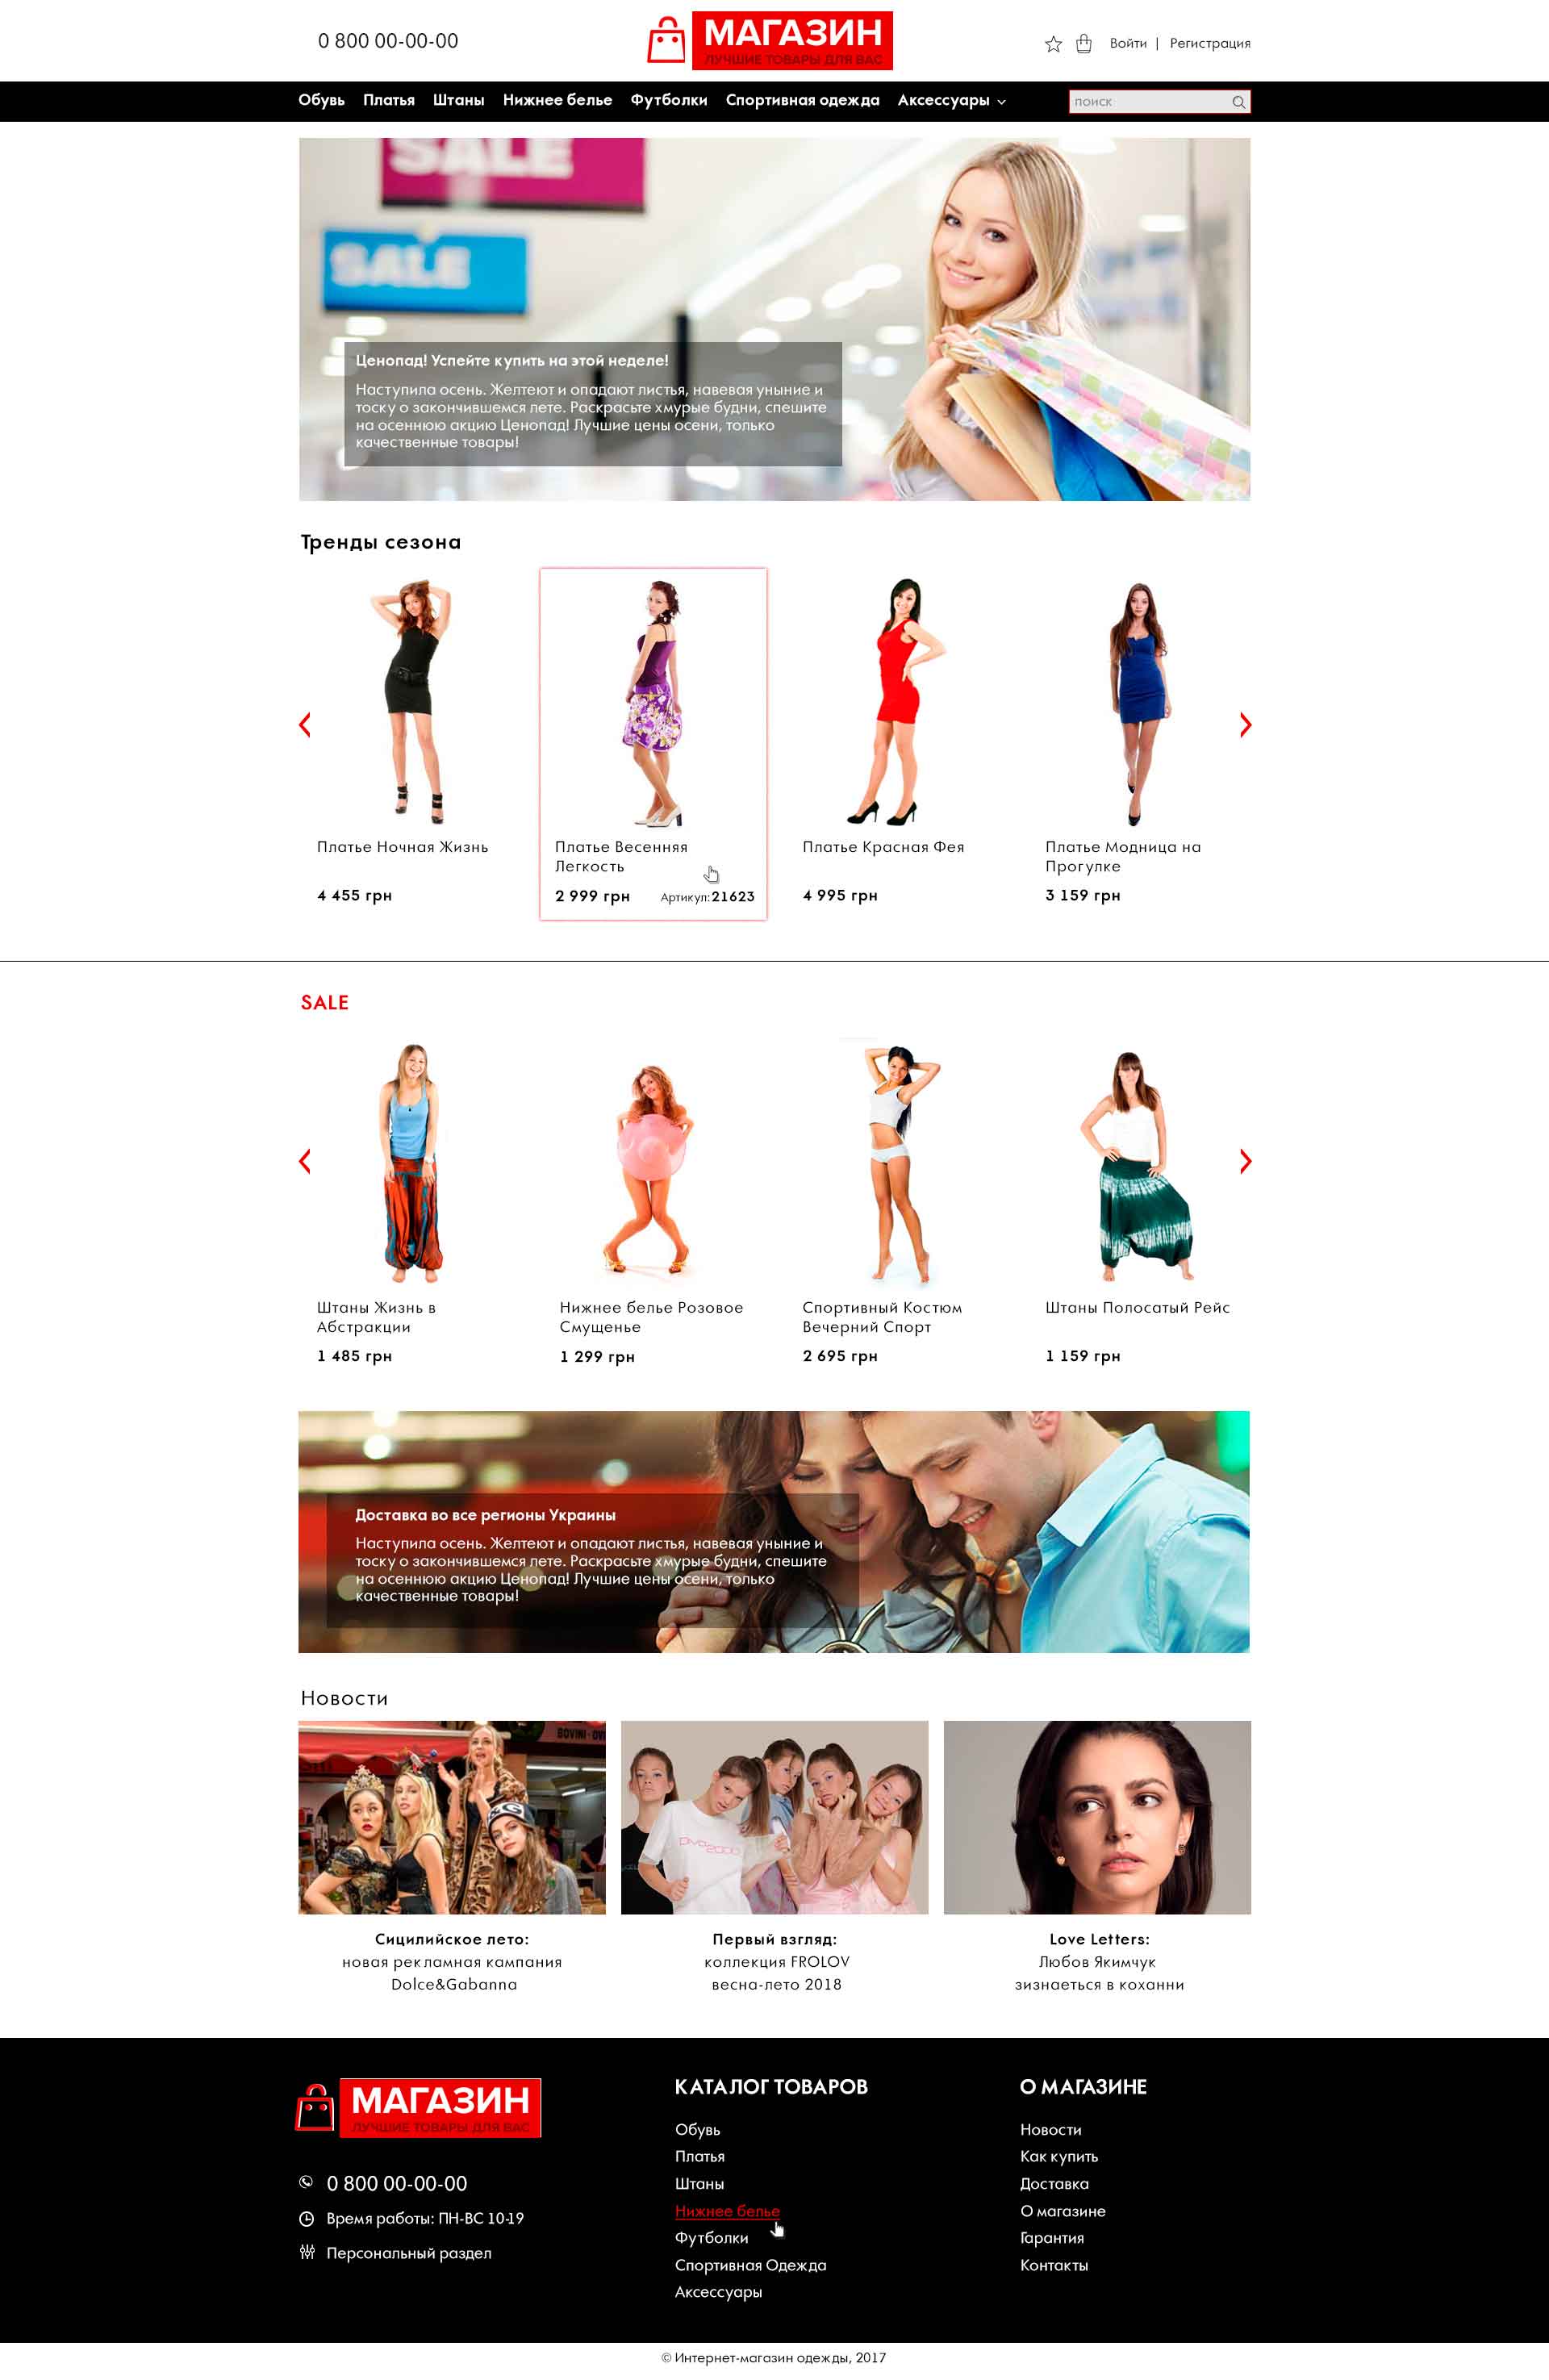 0 800 00-00-00
МАГАЗИН
ЛУЧШИЕ ТОВАРЫ ДЛЯ ВАС
Войти | Регистрация
Обувь Платья Штаны Нижнее белье Футболки Спортивная одежда Аксессуары
поиск
SALE
SALE
Ценопад! Успейте купить на этой неделе!
Наступила осень. Желтеют и опадают листья, навевая уныние и
тоску о закончившемся лете. Раскрасьте хмурые будни, спешите
на осеннюю акцию Ценопад! Лучшие цены осени, только
качественные товары!
Тренды сезона
Платье Ночная Жизнь
4 455 грн
Платье Весенняя
Легкость
2 999 грн Артикул:21623
Платье Красная Фея
4 995 грн
Платье Модница на
Прогулке
3 159 грн
SALE
Штаны Жизнь в
Абстракции
1 485 грн
Нижнее белье Розовое
Смущенье
1 299 грн
Спортивный Костюм
Вечерний Спорт
2 695 грн
Штаны Полосатый Рейс
1 159 грн
Доставка во все регионы Украины
Наступила осень. Желтеют и опадают листья, навевая уныние и
тоску о закончившемся лете. Раскрасьте хмурые будни, спешите
на осеннюю акцию Ценопад! Лучшие цены осени, только
качественные товары!
Новости
BOVINI
Сицилийское лето:
новая рекламная кампания
Dolce&Gabanna
Первый взгляд:
коллекция FROLOV
весна-лето 2018
Love Letters:
Любов Якимчук
зизнаеться в коханни
МАГАЗИН
ЛУЧШИЕ ТОВАРЫ ДЛЯ ВАС
0 800 00-00-00
Время работы: ПН-ВС 10-19
Персональный раздел
КАТАЛОГ ТОВАРОВ
Обувь
Платья
Штаны
Нижнее белье
Футболки
Спортивная Одежда
Аксессуары
О МАГАЗИНЕ
Новости
Как купить
Доставка
О магазине
Гарантия
Контакты
© Интернет-магазин одежды, 2017